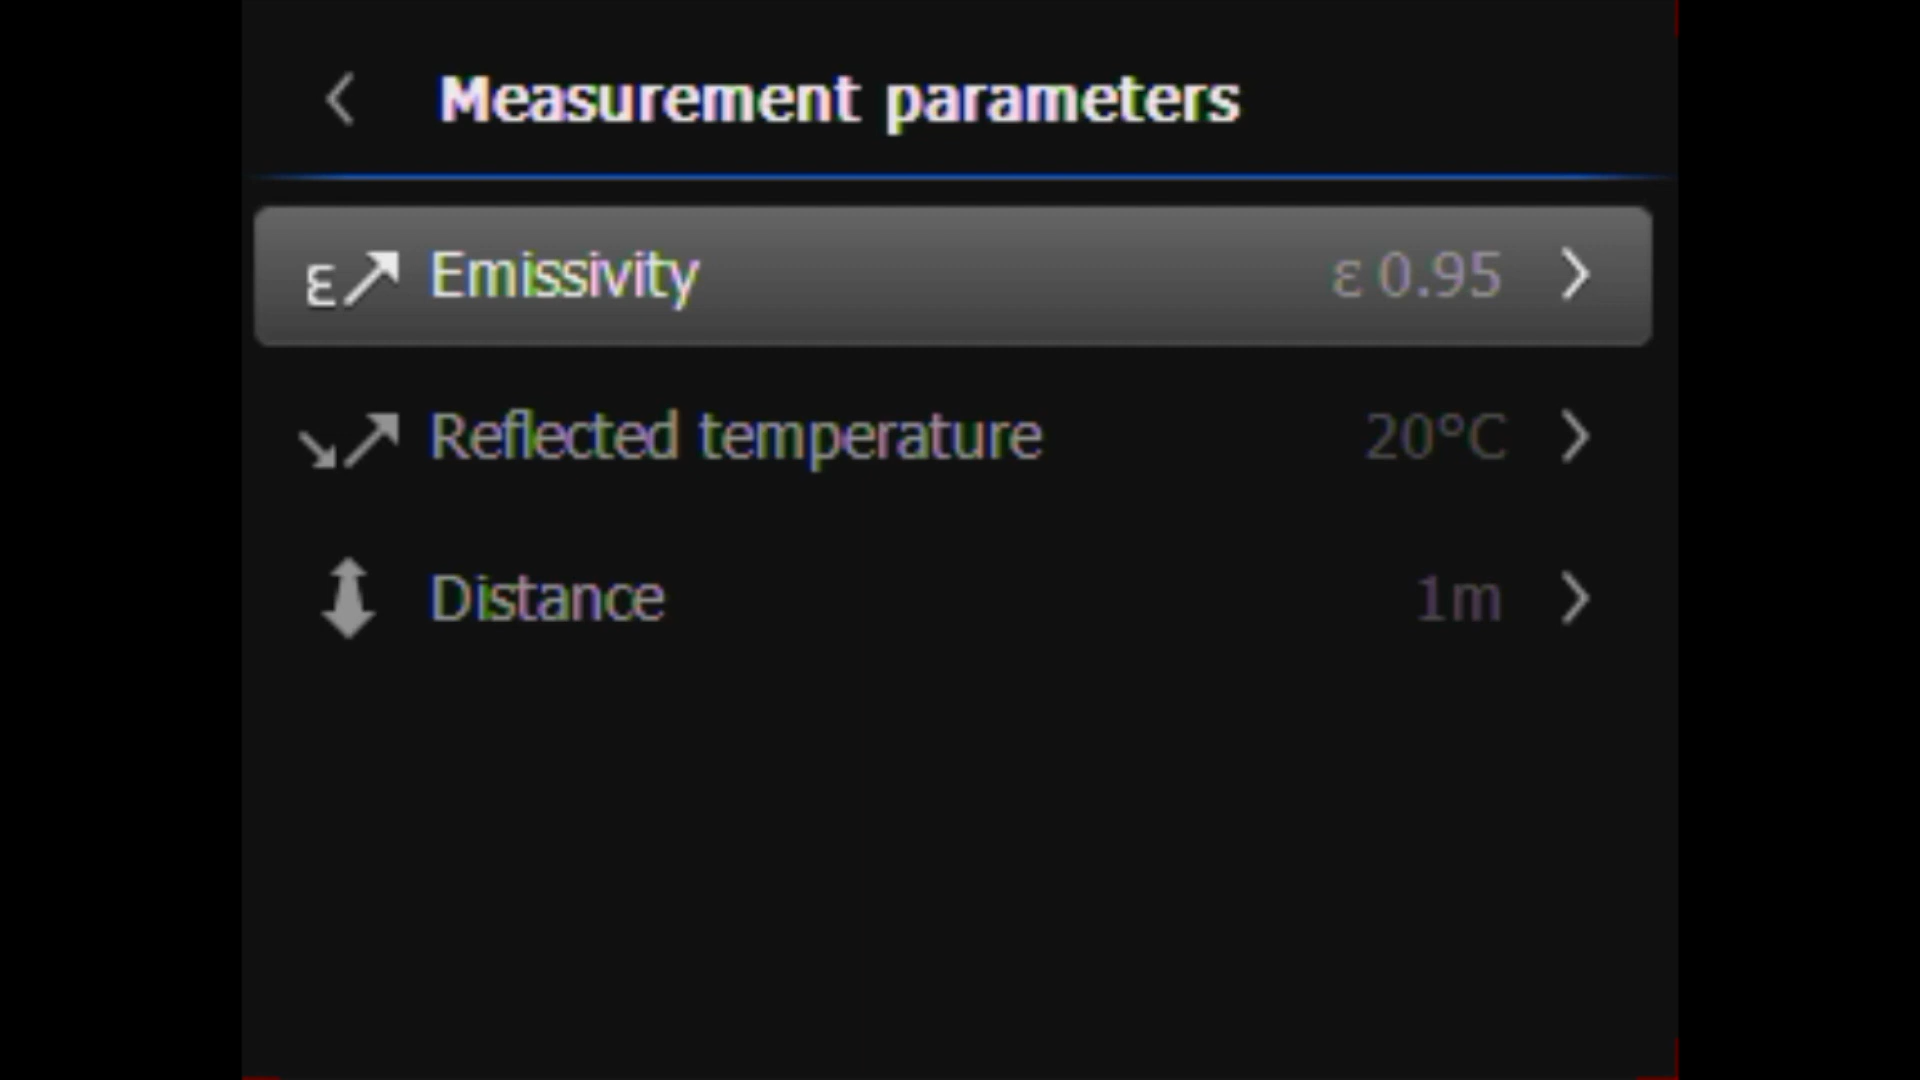 Measurement parameters
ε Emissivity ε 0.95
Reflected temperature 20°C
Distance 1m